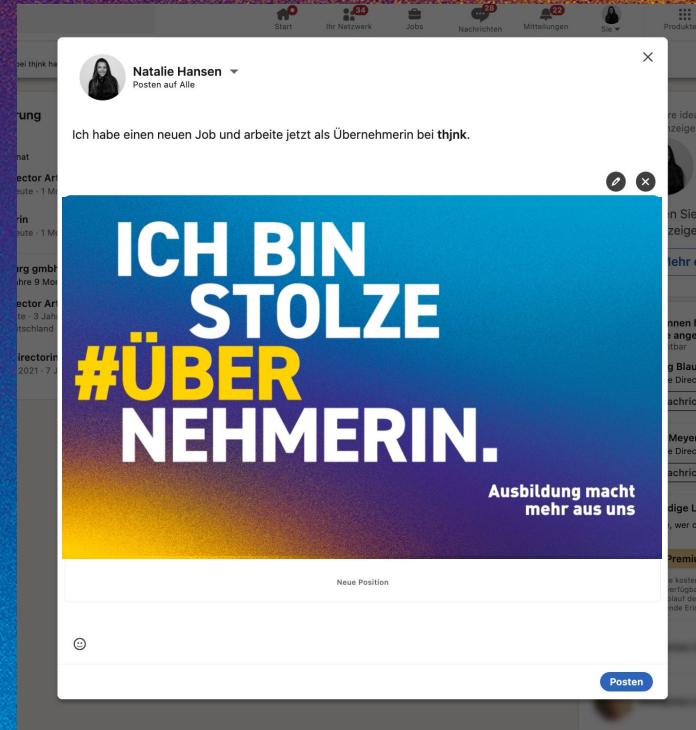 Start
34
Ihr Netzwerk
Jobs
28
Nachrichten
22
Mitteilungen
Sie
Produkte
Natalie Hansen
Posten auf Alle
Ich habe einen neuen Job und arbeite jetzt als Übernehmerin bei thjnk.
ICH BIN
STOLZE
#ÜBER
NEHMERIN.
Ausbildung macht
mehr aus uns
Neue Position
Posten